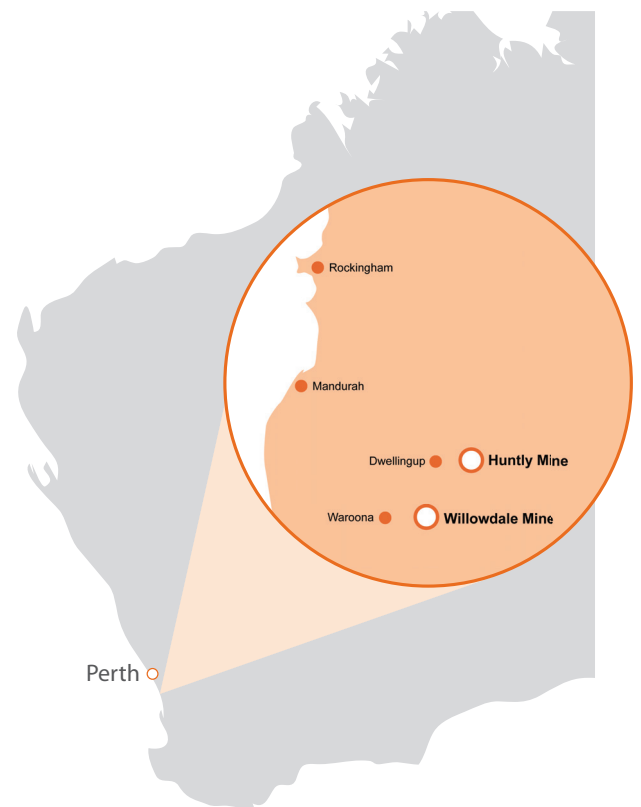 Rockingham
Mandurah
Dwellingup
Huntly Mine
Waroona
Willowdale Mine
Perth